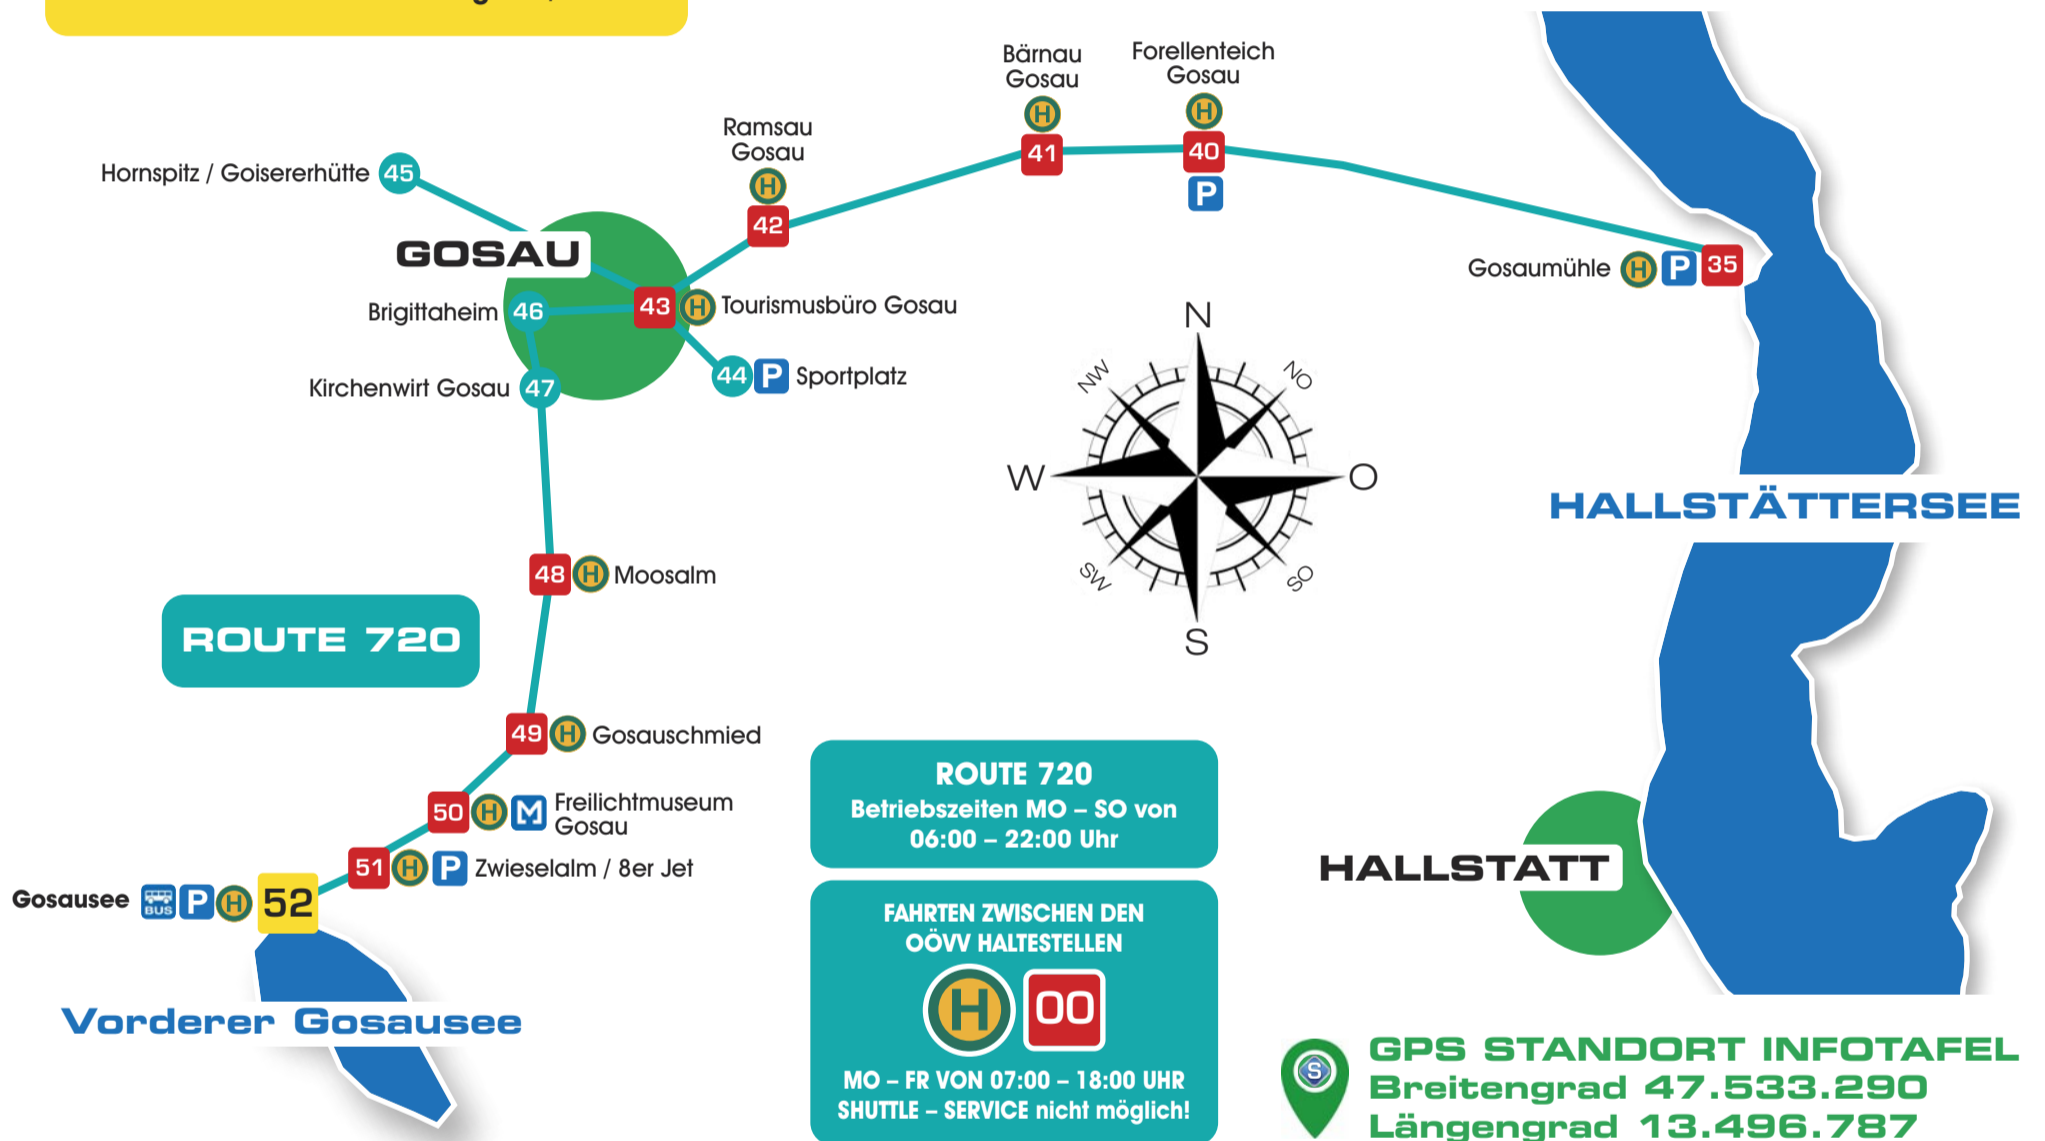 Bärnau
Gosau
H
41
Forellenteich
Gosau
H
40
P
Ramsau
Gosau
H
42
Hornspitz / Goisererhütte 45
GOSAU
Gosaumühle H P 35
Brigittaheim 46
43 H Tourismusbüro Gosau
Kirchenwirt Gosau 47
44 P Sportplatz
N
NW
NO
W
O
SW
SO
S
HALLSTÄTTERSEE
48 H Moosalm
ROUTE 720
49 H Gosauschmied
50 H M Freilichtmuseum
Gosau
51 H P Zwieselalm / 8er Jet
Gosausee BUS P H 52
Vorderer Gosausee
ROUTE 720
Betriebszeiten MO – SO von
06:00 – 22:00 Uhr
FAHRTEN ZWISCHEN DEN
OÖVV HALTESTELLEN
H 00
MO – FR VON 07:00 – 18:00 UHR
SHUTTLE – SERVICE nicht möglich!
HALLSTATT
S
GPS STANDORT INFOTAFEL
Breitengrad 47.533.290
Längengrad 13.496.787